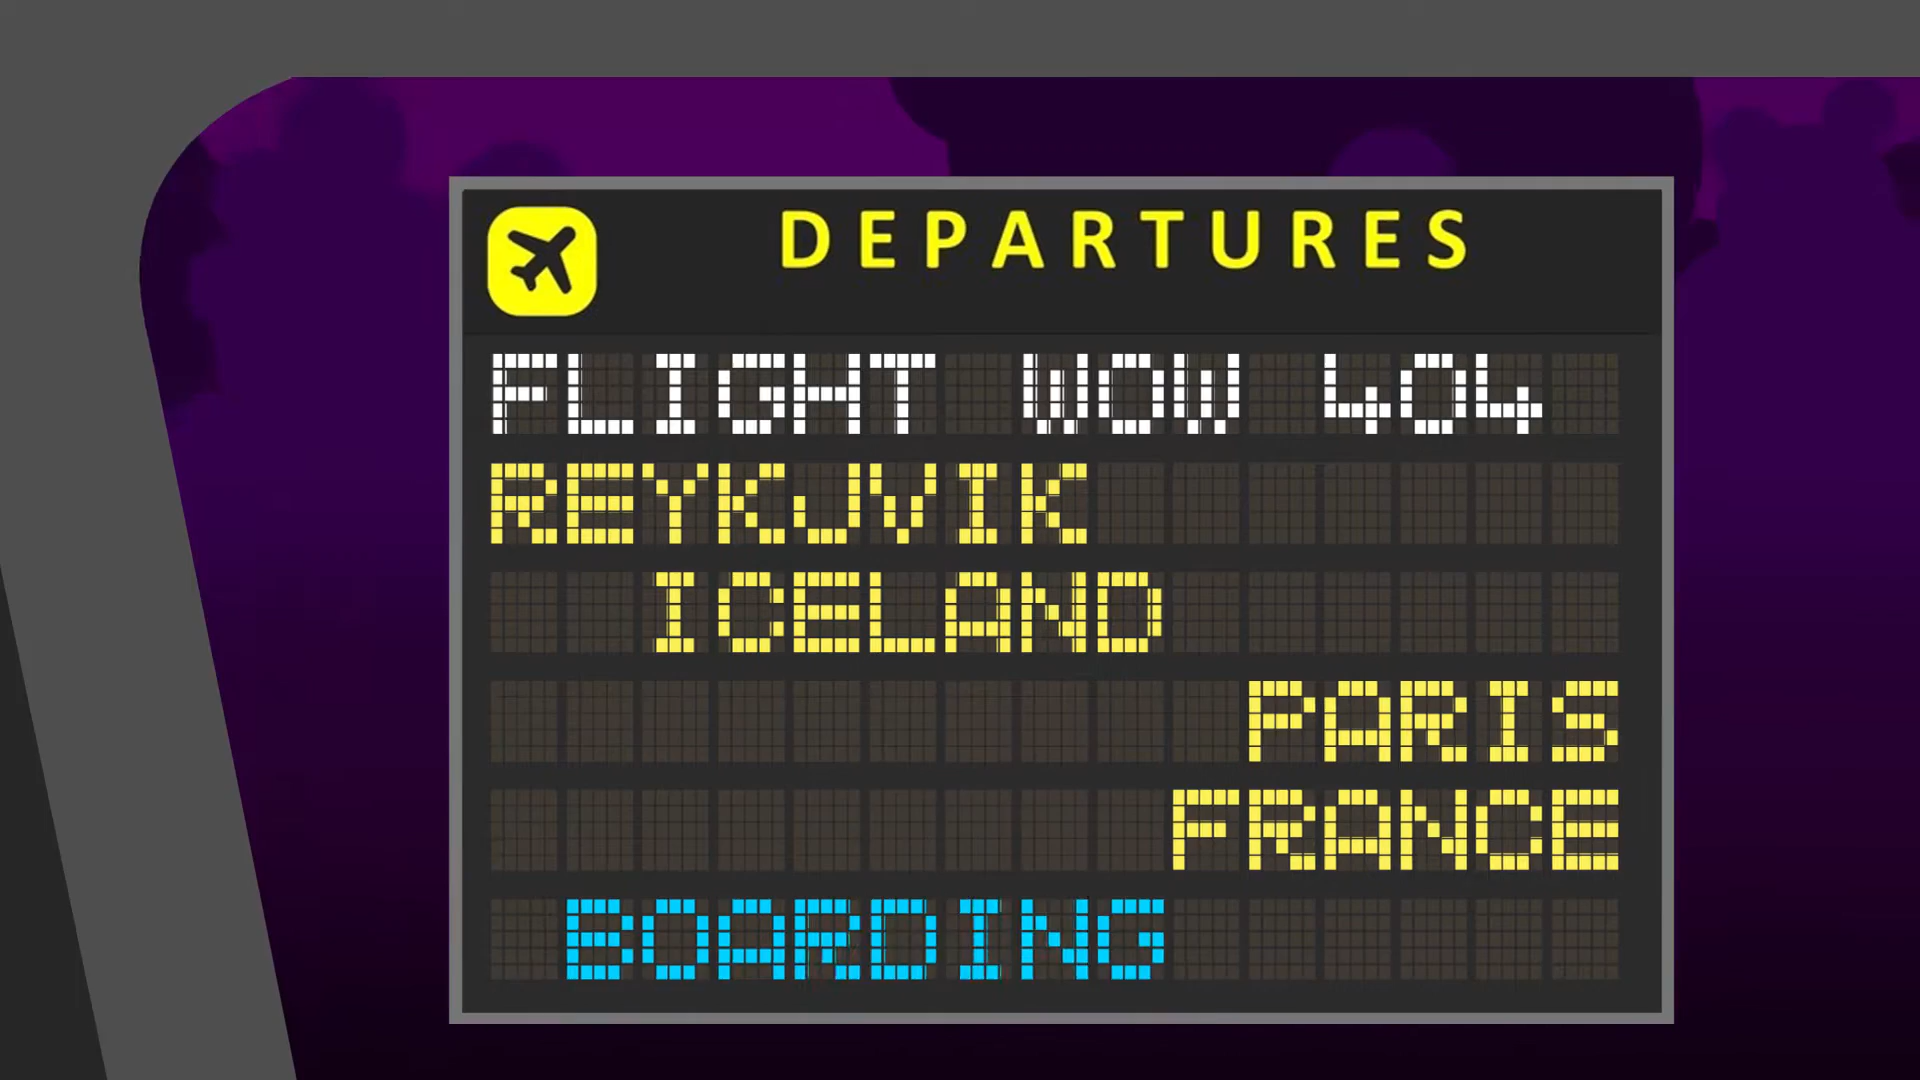 DEPARTURES
FLIGHT WOW 404
REYKJVIK
ICELAND
PARIS
FRANCE
BOARDING